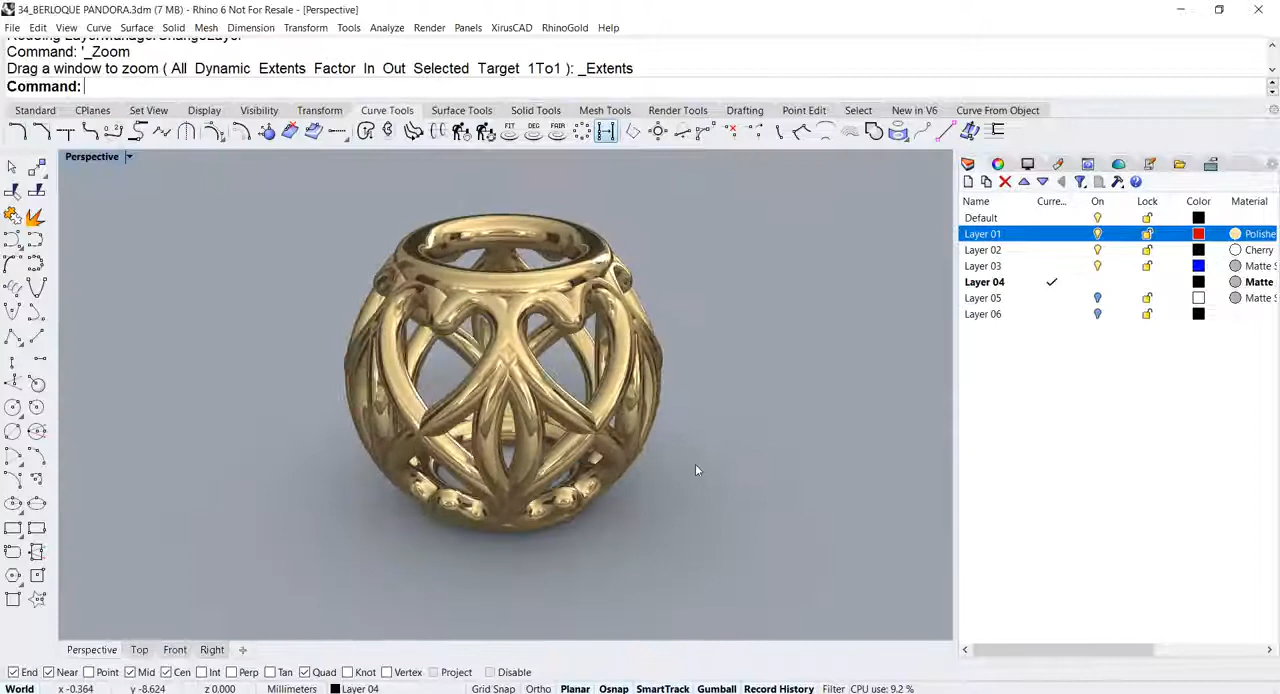 34_BERLOQUE PANDORA.3dm (7 MB) - Rhino 6 Not For Resale - [Perspective]
File Edit View Curve Surface Solid Mesh Dimension Transform Tools Analyze Render Panels XirusCAD RhinoGold Help
Command: '_Zoom
Drag a window to zoom ( All Dynamic Extents Factor In Out Selected Target 1To1 ): _Extents
Command:
Standard CPlanes Set View Display Visibility Transform Curve Tools Surface Tools Solid Tools Mesh Tools Render Tools Drafting Point Edit Select New in V6 Curve From Object
FIT DEG FAIR
Perspective
Name Curre... On Lock Color Material
Default
Layer 01 Polishe
Layer 02 Cherry
Layer 03 Matte S
Layer 04 Matte
Layer 05 Matte S
Layer 06
Perspective Top Front Right
End Near Point Mid Cen Int Perp Tan Quad Knot Vertex Project Disable
World x -0.364 y -8.624 z 0.000 Millimeters Layer 04 Grid Snap Ortho Planar Osnap SmartTrack Gumball Record History Filter CPU use: 9.2 %